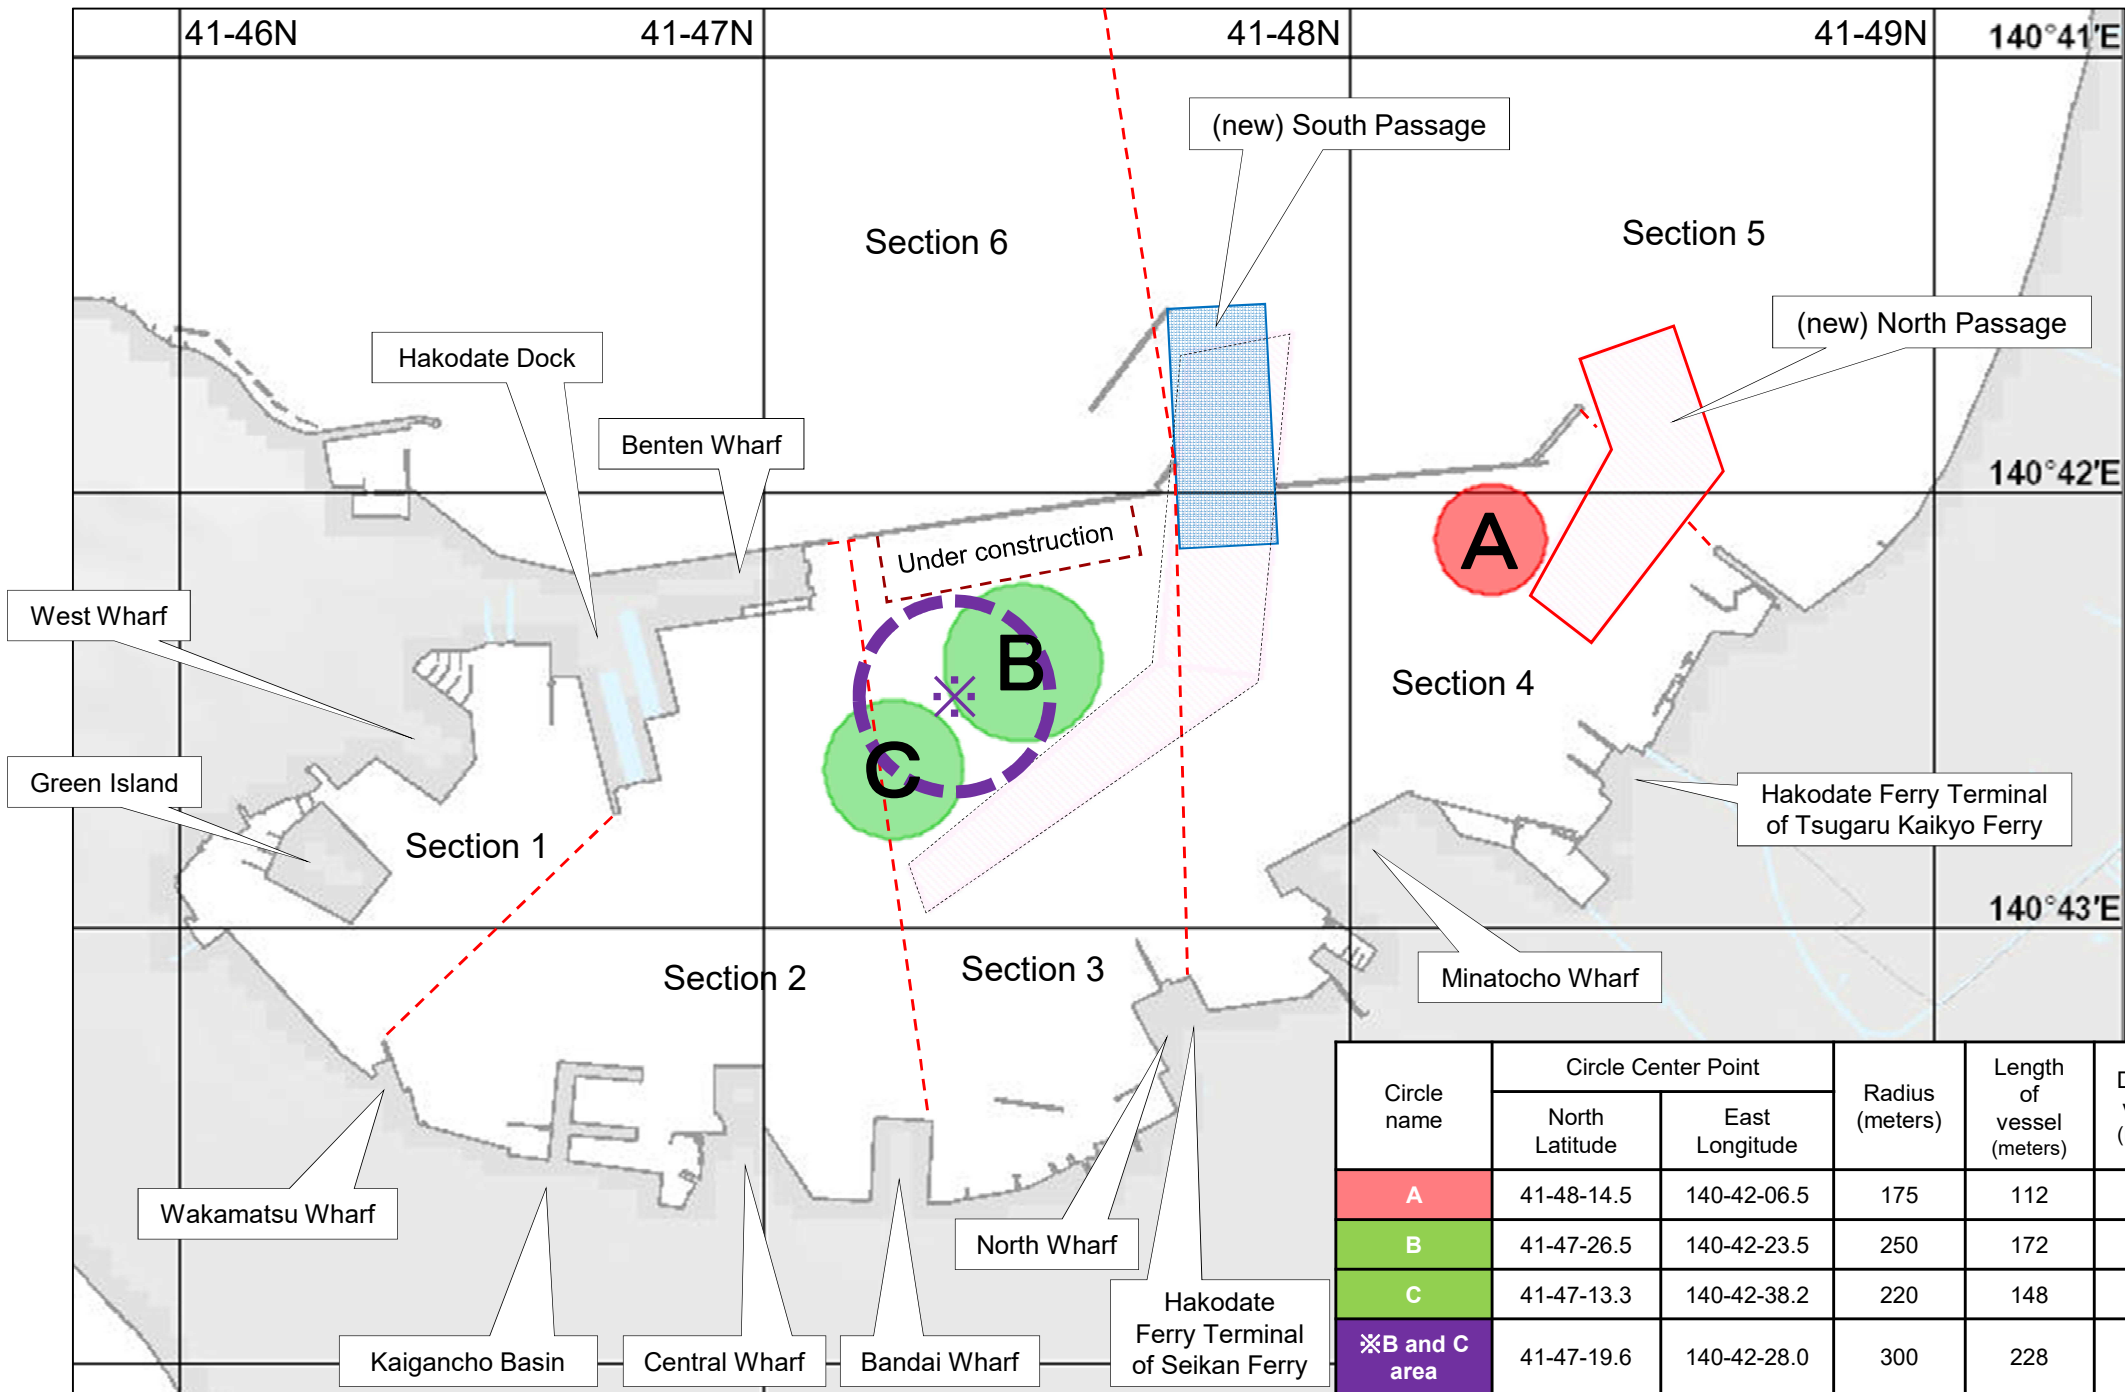 41-46N
41-47N
41-48N
41-49N
140°41'E
(new) South Passage
Section 6
Section 5
(new) North Passage
Hakodate Dock
Benten Wharf
140°42'E
A
Under construction
West Wharf
B
※
Section 4
C
Green Island
Section 1
Hakodate Ferry Terminal
of Tsugaru Kaikyo Ferry
140°43'E
Section 2
Section 3
Minatocho Wharf
Wakamatsu Wharf
North Wharf
Kaigancho Basin
Central Wharf
Bandai Wharf
Hakodate
Ferry Terminal
of Seikan Ferry
Circle
name
Circle Center Point
North
Latitude
East
Longitude
Radius
(meters)
Length
of
vessel
(meters)
A 41-48-14.5 140-42-06.5 175 112
B 41-47-26.5 140-42-23.5 250 172
C 41-47-13.3 140-42-38.2 220 148
※B and C
area
41-47-19.6 140-42-28.0 300 228